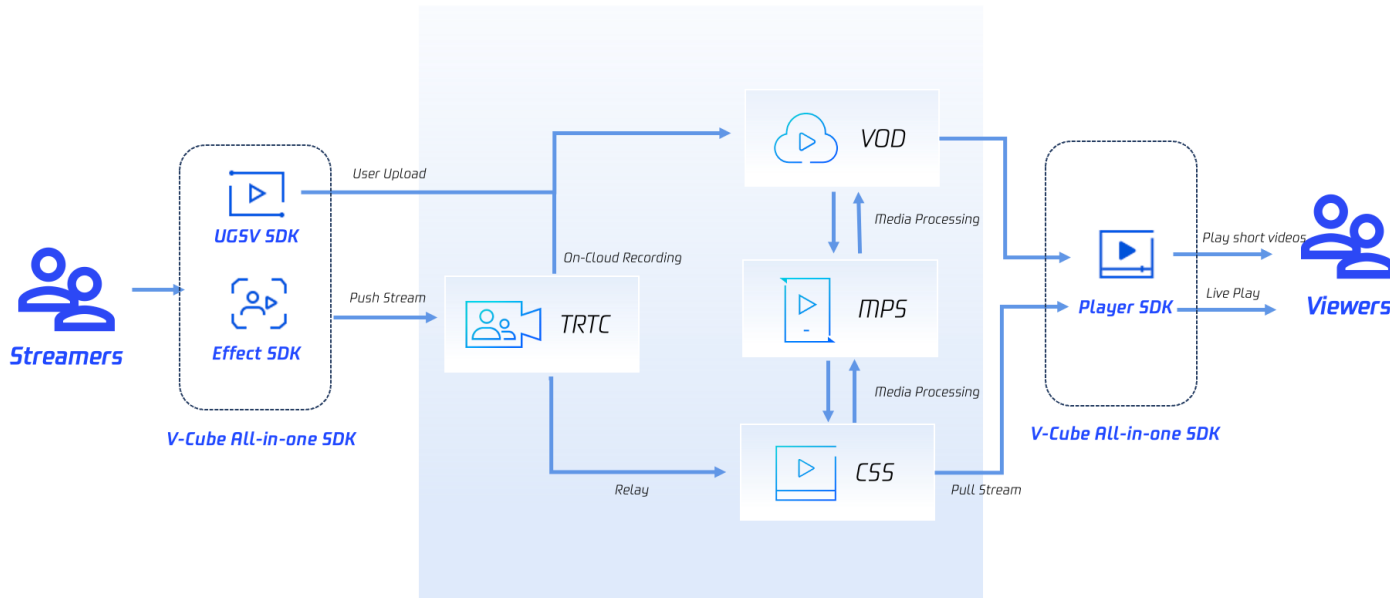 Streamers
UGSV SDK
Effect SDK
V-Cube All-in-one SDK
User Upload
Push Stream
On-Cloud Recording
TRTC
Relay
VOD
Media Processing
MPS
Media Processing
CSS
Pull Stream
Player SDK
V-Cube All-in-one SDK
Play short videos
Live Play
Viewers